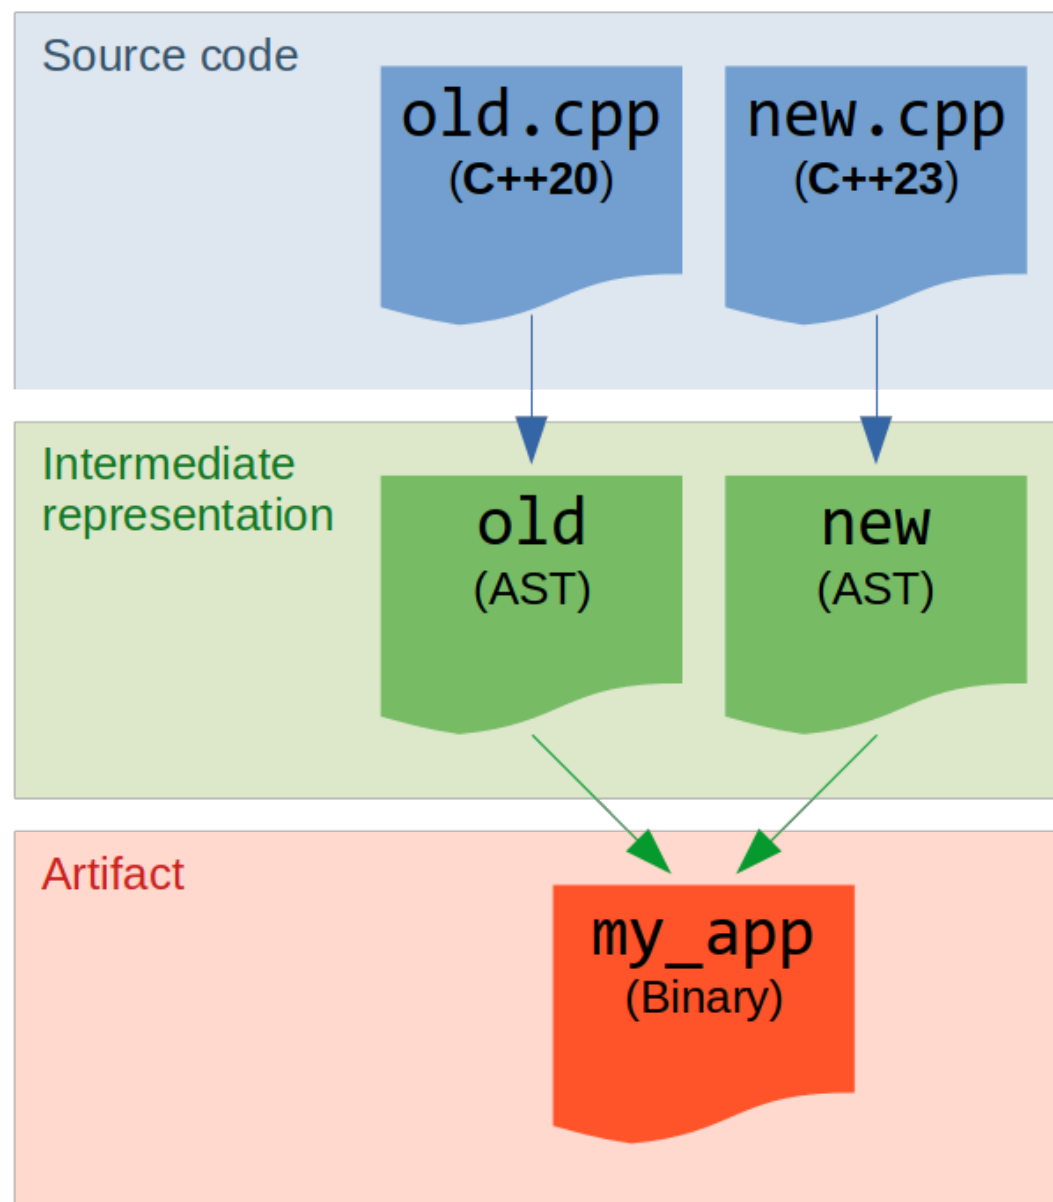 Source code
old.cpp
(C++20)
new.cpp
(C++23)
Intermediate
representation
old
(AST)
new
(AST)
Artifact
my_app
(Binary)